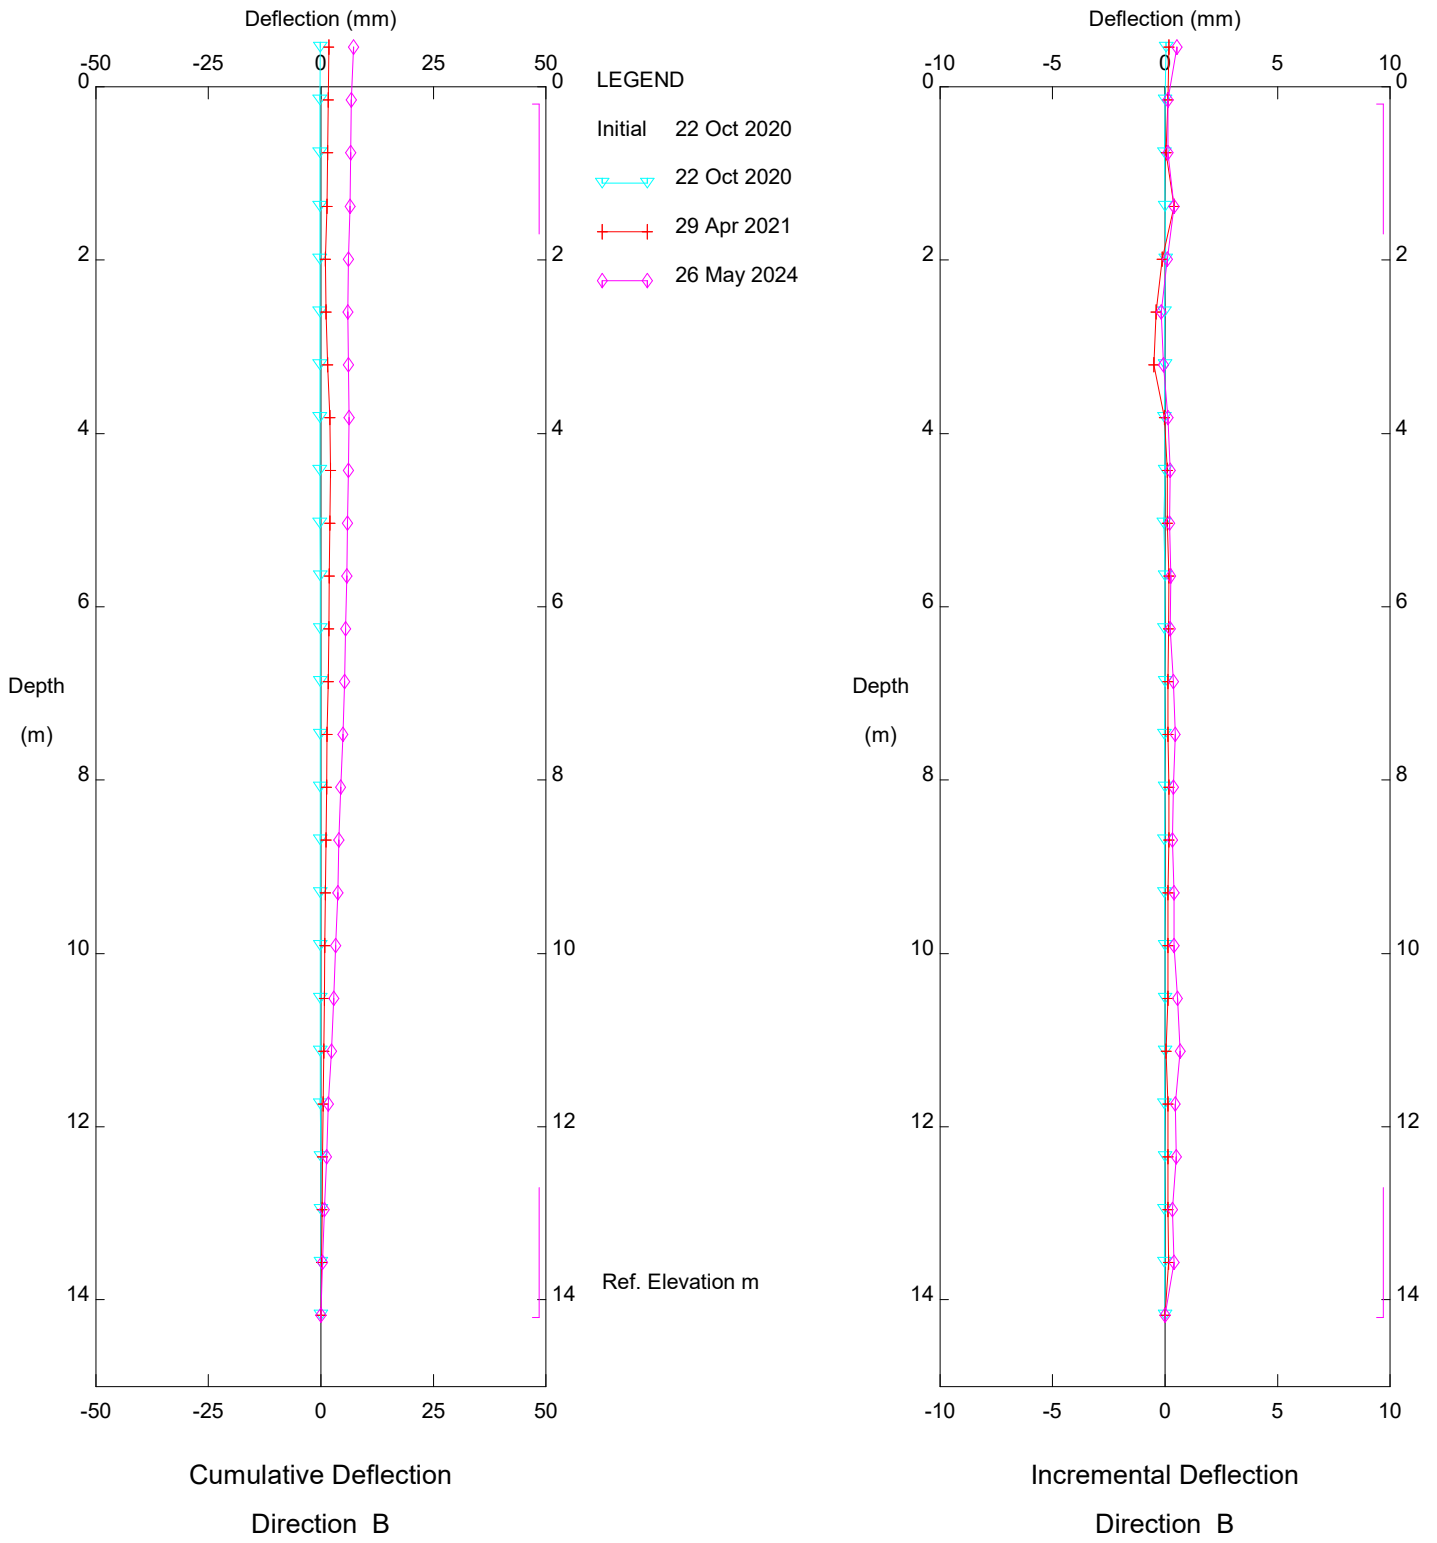 Deflection (mm)
-50 -25 0 25 50
0 0
2 2
4 4
6 6
Depth
(m)
8 8
10 10
12 12
14 14
-50 -25 0 25 50
Cumulative Deflection
Direction B
LEGEND
Initial 22 Oct 2020
22 Oct 2020
29 Apr 2021
26 May 2024
Ref. Elevation m
Deflection (mm)
-10 -5 0 5 10
0 0
2 2
4 4
6 6
Depth
(m)
8 8
10 10
12 12
14 14
-10 -5 0 5 10
Incremental Deflection
Direction B